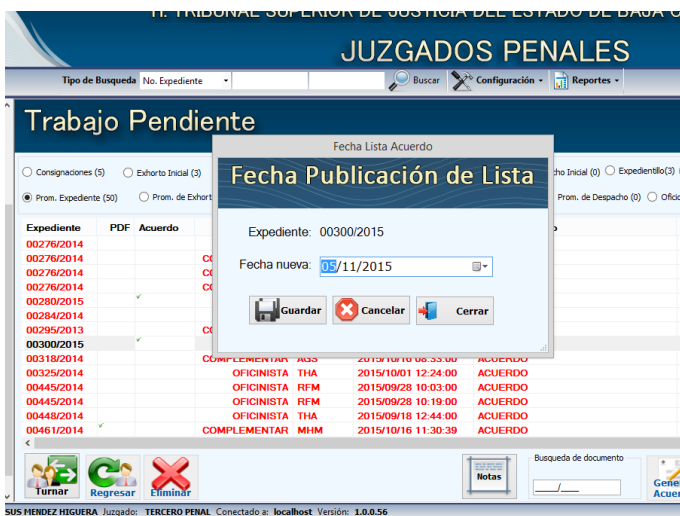 H. TRIBUNAL SUPERIOR DE JUSTICIA DEL ESTADO DE BAJA
JUZGADOS PENALES
Tipo de Busqueda No. Expediente Buscar Configuración Reportes
Trabajo Pendiente
Fecha Lista Acuerdo
Consignaciones (5) Exhorto Inicial (3) Inicial (0) Expedientillo(3)
Fecha Publicación de Lista
Prom. Expediente (50) Prom. de Exhort Prom. de Despacho (0)
Expediente PDF Acuerdo
Expediente: 00300/2015
Fecha nueva: 05/11/2015
Guardar Cancelar Cerrar
00276/2014
00276/2014
00276/2014
00276/2014
00280/2015
00284/2014
00295/2013
00300/2015
00318/2014 COMPLEMENTAR AGS 2015/10/16 08:33:00 ACUERDO
00325/2014 OFICINISTA THA 2015/10/01 12:24:00 ACUERDO
00445/2014 OFICINISTA RFM 2015/09/28 10:03:00 ACUERDO
00445/2014 OFICINISTA RFM 2015/09/28 10:19:00 ACUERDO
00448/2014 OFICINISTA THA 2015/09/18 12:44:00 ACUERDO
00461/2014 COMPLEMENTAR MHM 2015/10/16 11:30:39 ACUERDO
Busqueda de documento
Turnar Regresar Eliminar Notas __/__
SUS MENDEZ HIGUERA Juzgado: TERCERO PENAL Conectado a: localhost Versión: 1.0.0.56